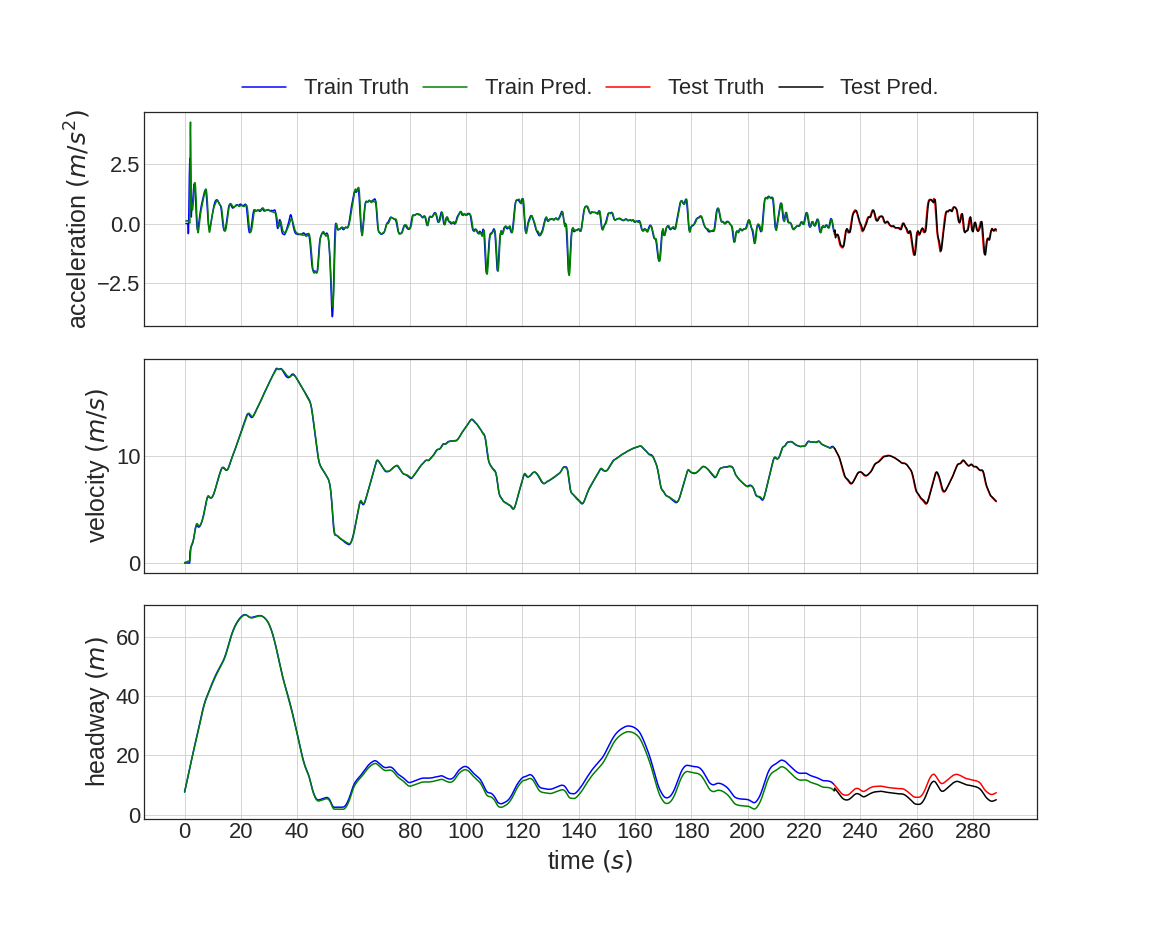 Train Truth Train Pred. Test Truth Test Pred.
acceleration (m/s²)
2.5
0.0
−2.5
velocity (m/s)
10
0
headway (m)
60
40
20
0
0 20 40 60 80 100 120 140 160 180 200 220 240 260 280
time (s)